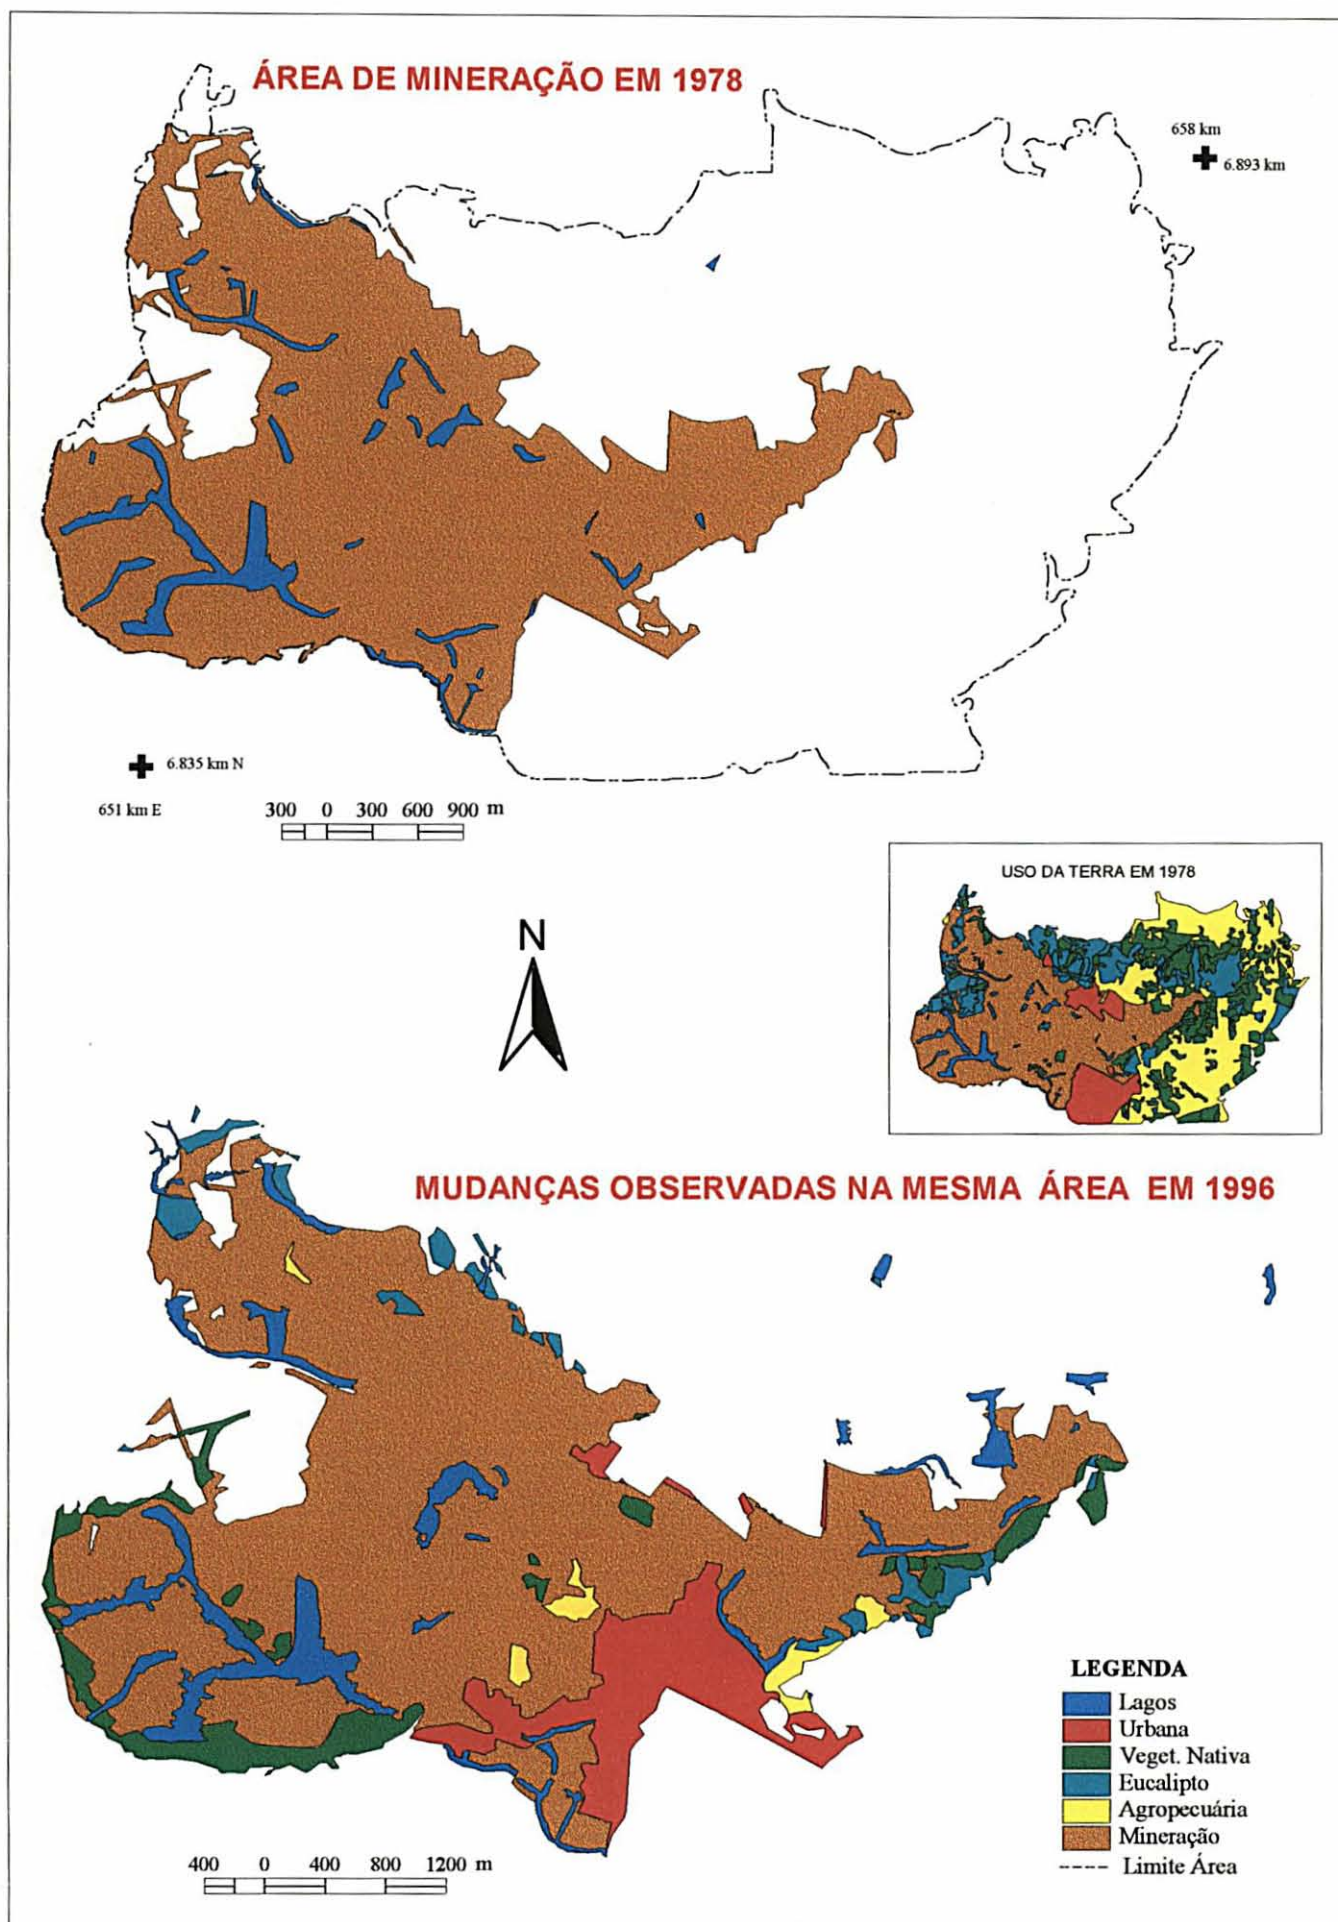 ÁREA DE MINERAÇÃO EM 1978
658 km
6.893 km
6.835 km N
651 km E
300 0 300 600 900 m
USO DA TERRA EM 1978
N
MUDANÇAS OBSERVADAS NA MESMA ÁREA EM 1996
LEGENDA
Lagos
Urbana
Veget. Nativa
Eucalipto
Agropecuária
Mineração
Limite Área
400 0 400 800 1200 m